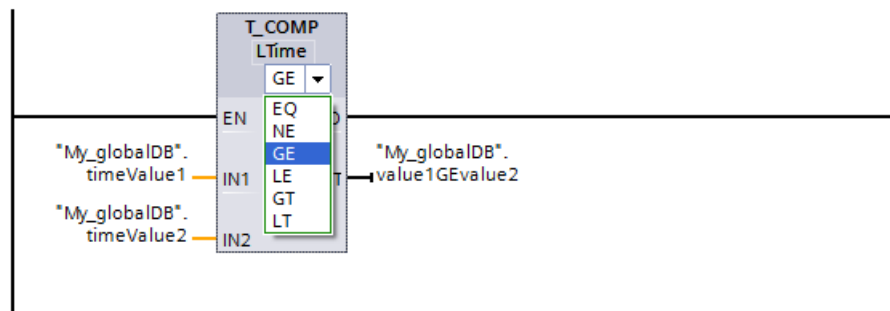 T_COMP
LTime
GE
EN
EQ
NE
GE
LE
GT
LT
"My_globalDB".
timeValue1
IN1
"My_globalDB".
value1GEvalue2
"My_globalDB".
timeValue2
IN2